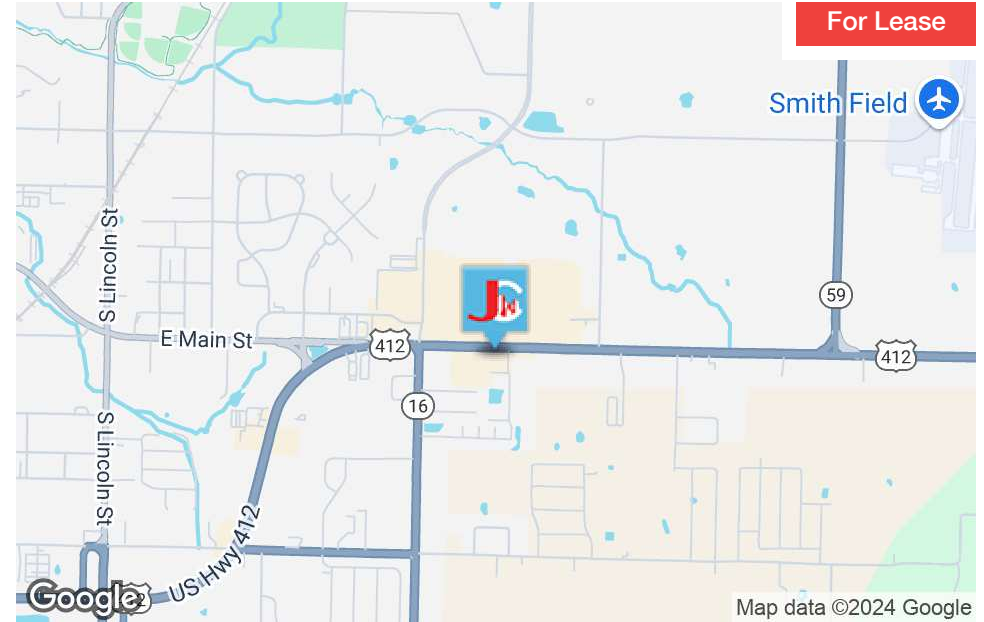 For Lease
Smith Field
S Lincoln St
59
E Main St
412
412
16
S Lincoln St
US Hwy 412
Google
Map data ©2024 Google